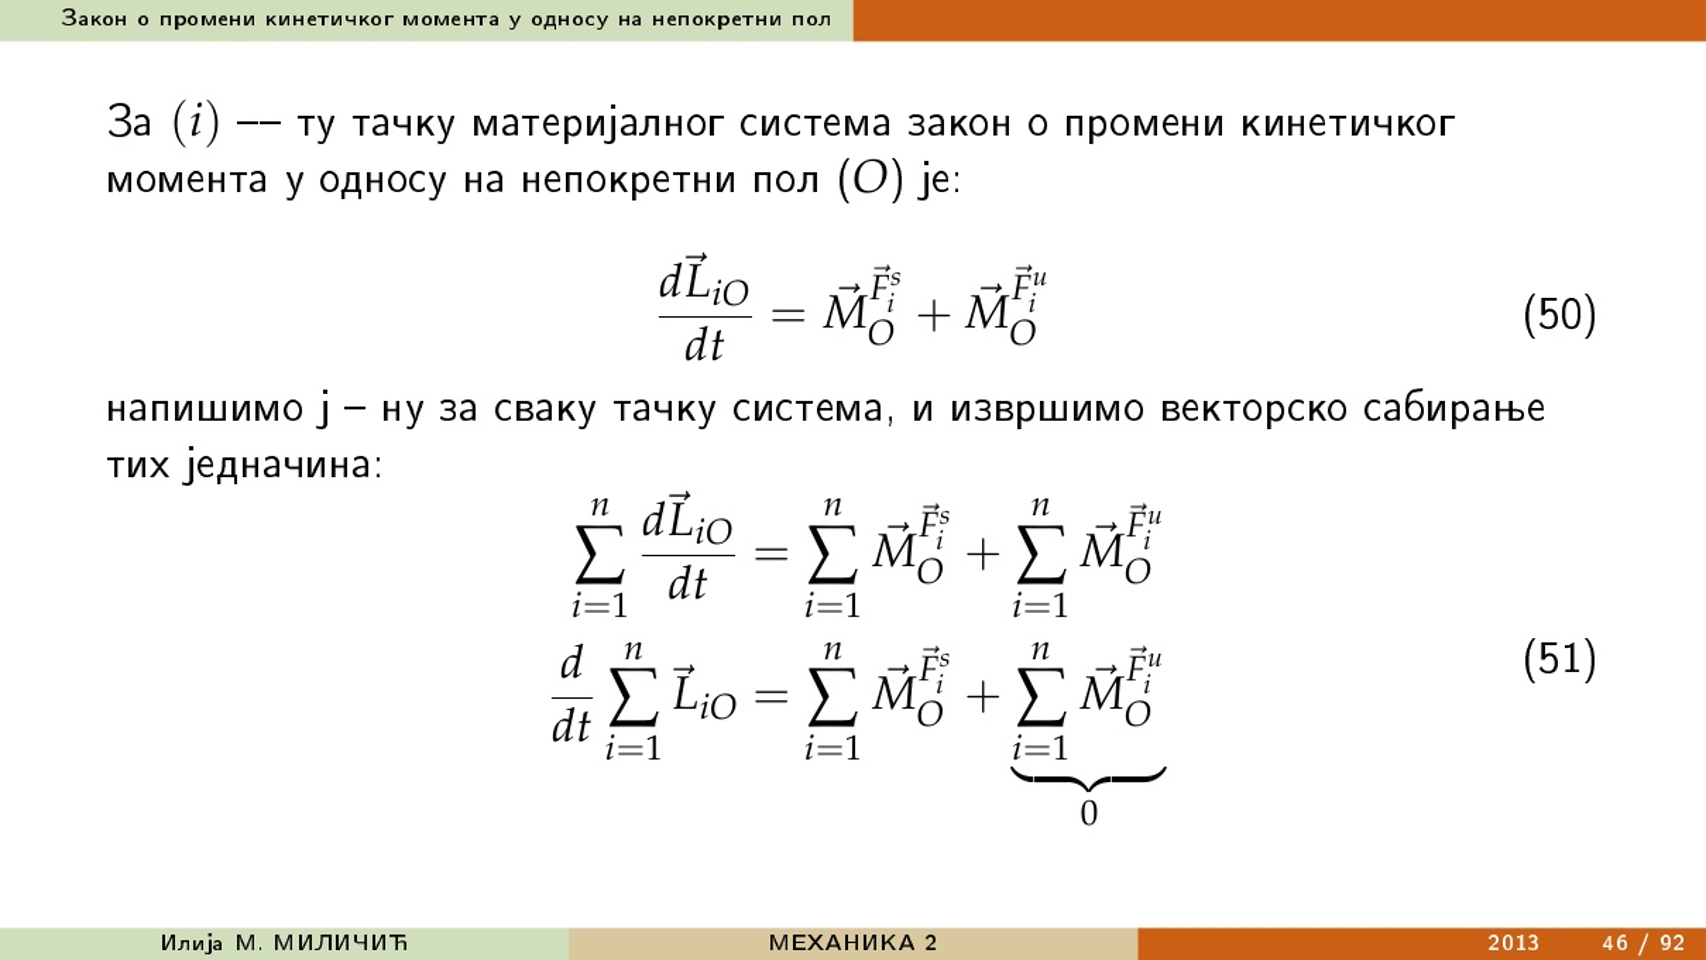 Закон о промени кинетичког момента у односу на непокретни пол
За (i) –– ту тачку материјалног система закон о промени кинетичког
момента у односу на непокретни пол (O) је:
\frac{d\vec{L}_{iO}}{dt} = \vec{M}_O^{\vec{F}_i^s} + \vec{M}_O^{\vec{F}_i^u} (50)
напишимо ј – ну за сваку тачку система, и извршимо векторско сабирање
тих једначина:
\sum_{i=1}^{n} \frac{d\vec{L}_{iO}}{dt} = \sum_{i=1}^{n} \vec{M}_O^{\vec{F}_i^s} + \sum_{i=1}^{n} \vec{M}_O^{\vec{F}_i^u}
\frac{d}{dt} \sum_{i=1}^{n} \vec{L}_{iO} = \sum_{i=1}^{n} \vec{M}_O^{\vec{F}_i^s} + \underbrace{\sum_{i=1}^{n} \vec{M}_O^{\vec{F}_i^u}}_{0} (51)
Илија М. МИЛИЧИЋ МЕХАНИКА 2 2013 46 / 92